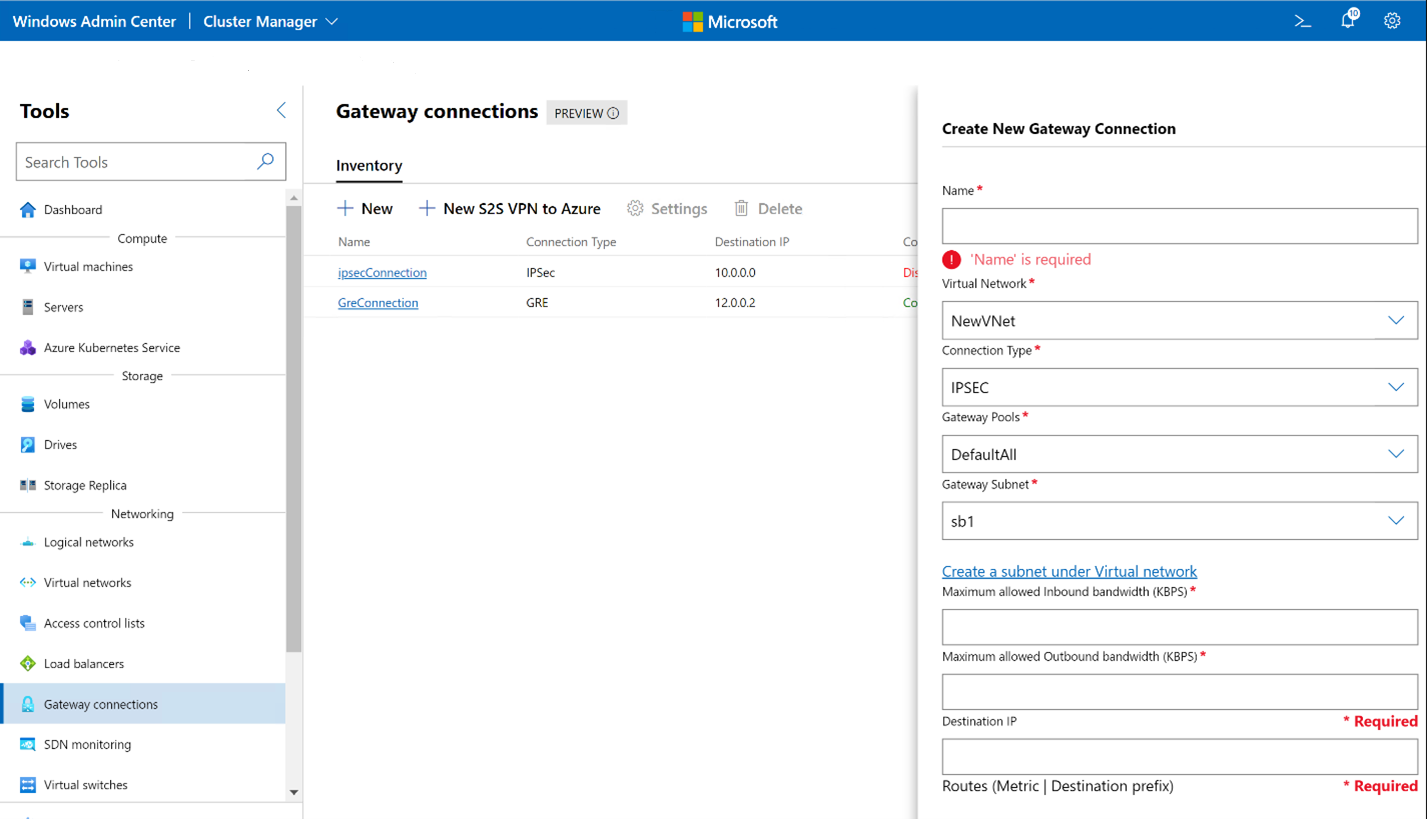 Windows Admin Center | Cluster Manager
Microsoft
10
Tools
Search Tools
Dashboard
Compute
Virtual machines
Servers
Azure Kubernetes Service
Storage
Volumes
Drives
Storage Replica
Networking
Logical networks
Virtual networks
Access control lists
Load balancers
Gateway connections
SDN monitoring
Virtual switches
Gateway connections PREVIEW
Inventory
New New S2S VPN to Azure Settings Delete
Name Connection Type Destination IP Co
ipsecConnection IPSec 10.0.0.0 Dis
GreConnection GRE 12.0.0.2 Co
Create New Gateway Connection
Name *
'Name' is required
Virtual Network *
NewVNet
Connection Type *
IPSEC
Gateway Pools *
DefaultAll
Gateway Subnet *
sb1
Create a subnet under Virtual network
Maximum allowed Inbound bandwidth (KBPS) *
Maximum allowed Outbound bandwidth (KBPS) *
Destination IP * Required
Routes (Metric | Destination prefix) * Required